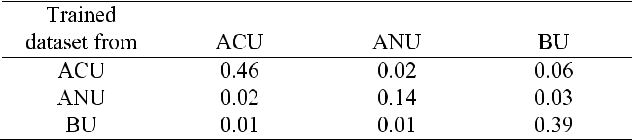 Trained
dataset from ACU ANU BU
ACU 0.46 0.02 0.06
ANU 0.02 0.14 0.03
BU 0.01 0.01 0.39